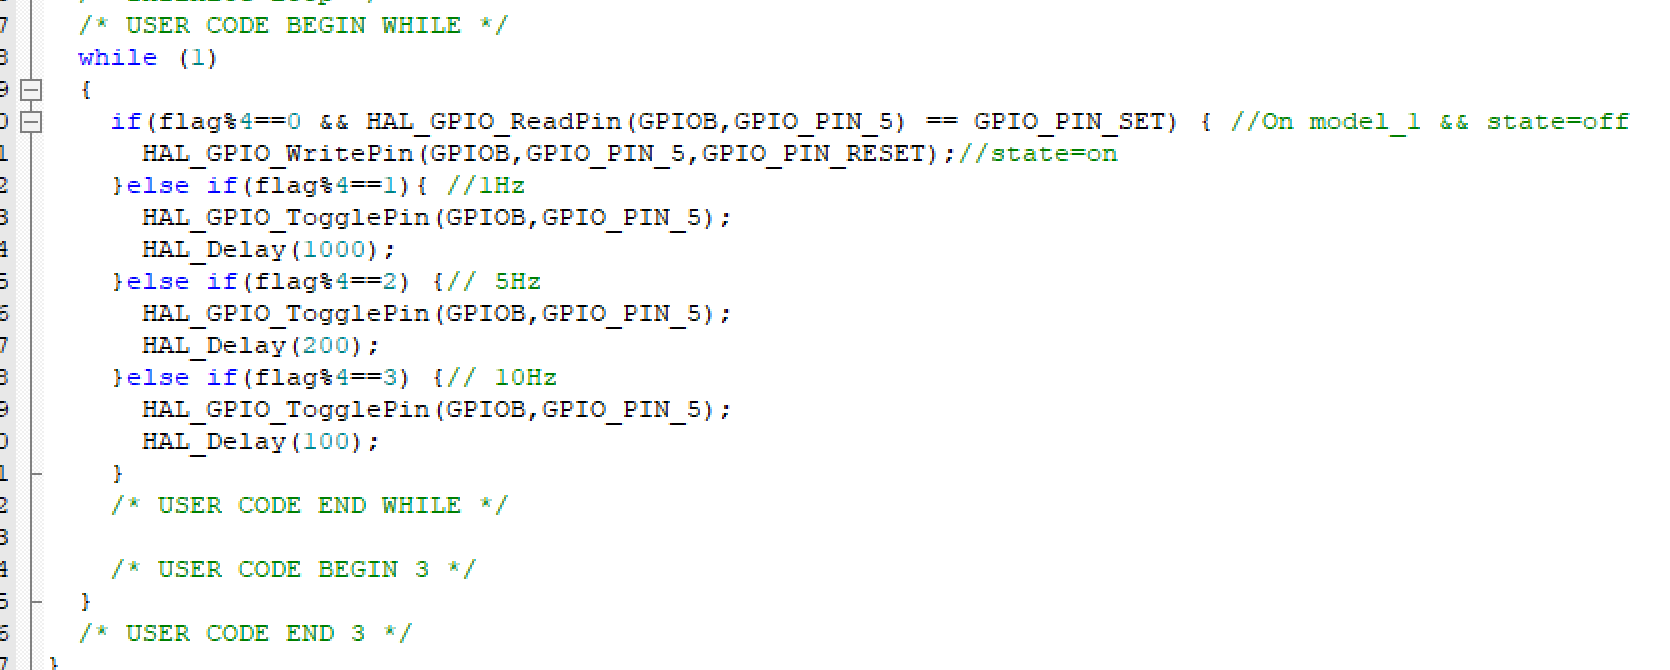 7 /* USER CODE BEGIN WHILE */
8 while (1)
9 {
0 if(flag%4==0 && HAL_GPIO_ReadPin(GPIOB,GPIO_PIN_5) == GPIO_PIN_SET) { //On model_1 && state=off
1 HAL_GPIO_WritePin(GPIOB,GPIO_PIN_5,GPIO_PIN_RESET);//state=on
2 }else if(flag%4==1){ //1Hz
3 HAL_GPIO_TogglePin(GPIOB,GPIO_PIN_5);
4 HAL_Delay(1000);
5 }else if(flag%4==2) {// 5Hz
6 HAL_GPIO_TogglePin(GPIOB,GPIO_PIN_5);
7 HAL_Delay(200);
8 }else if(flag%4==3) {// 10Hz
9 HAL_GPIO_TogglePin(GPIOB,GPIO_PIN_5);
0 HAL_Delay(100);
1 }
2 /* USER CODE END WHILE */
3
4 /* USER CODE BEGIN 3 */
5 }
6 /* USER CODE END 3 */
7 }